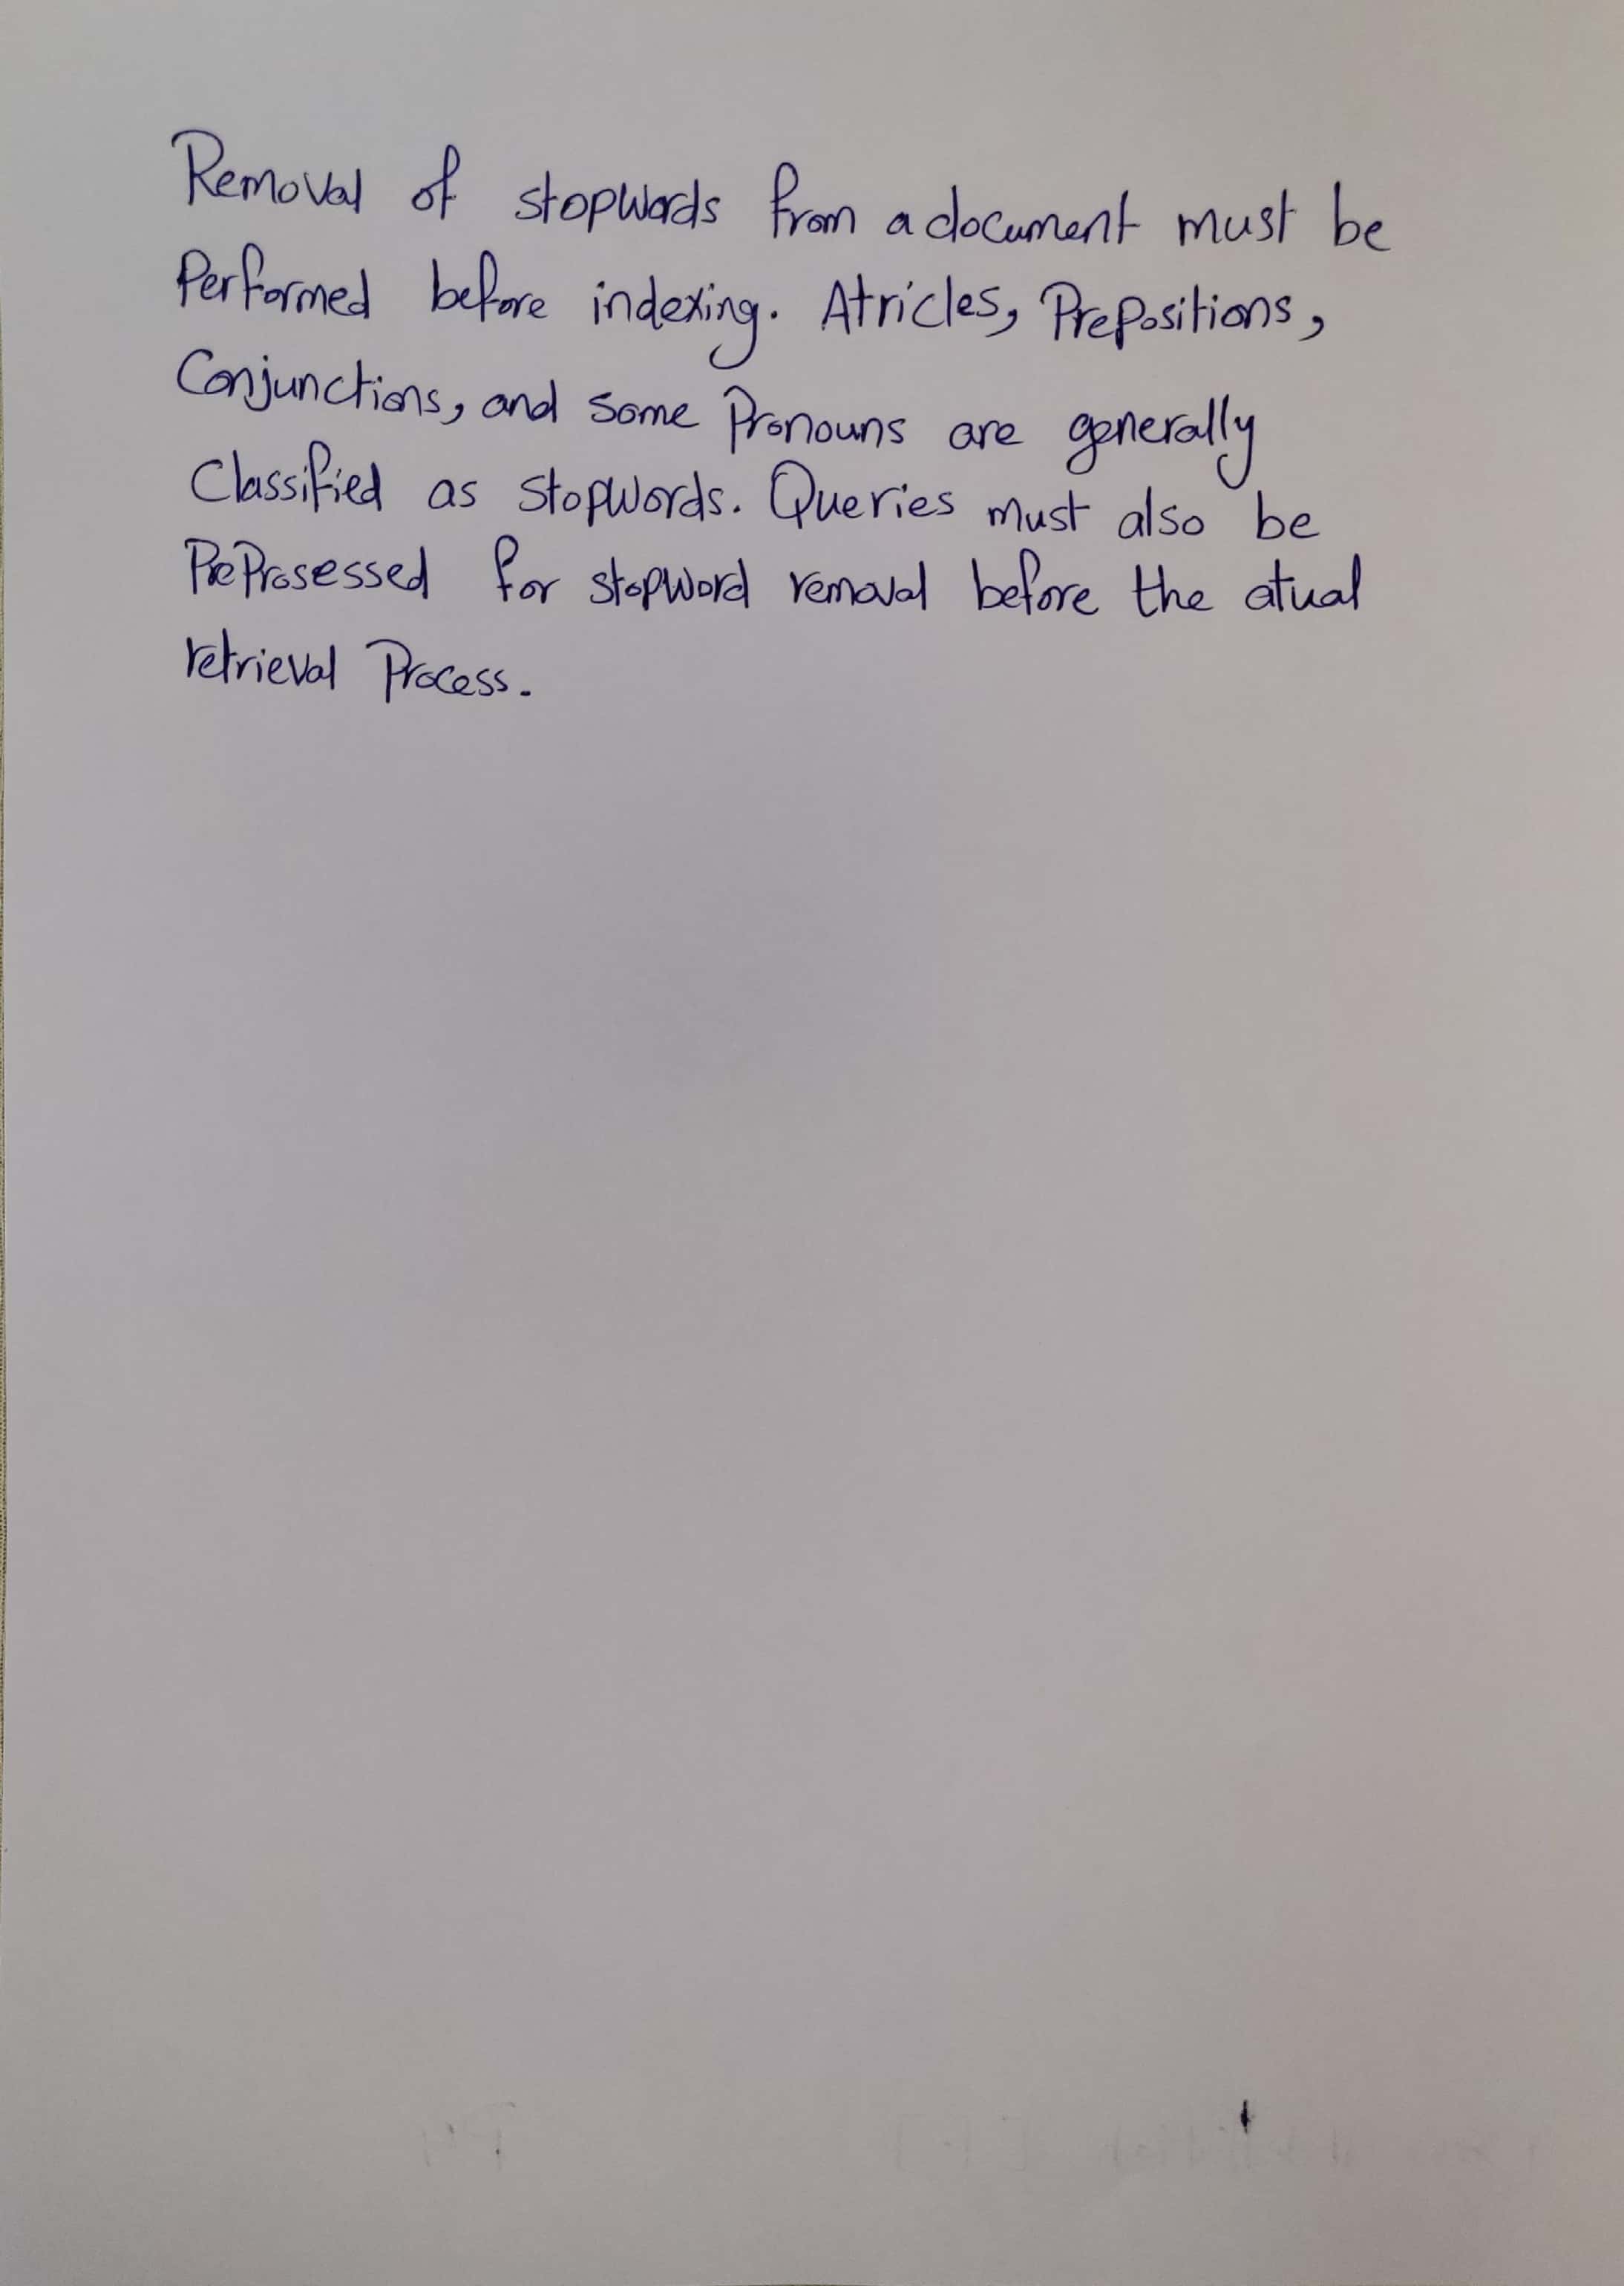 Removal of stopwords from a document must be
Performed before indexing. Atricles, Prepositions,
Conjunctions, and some Pronouns are generally
Classified as stopwords. Queries must also be
PreProsessed for stopword removal before the atual
retrieval Process.